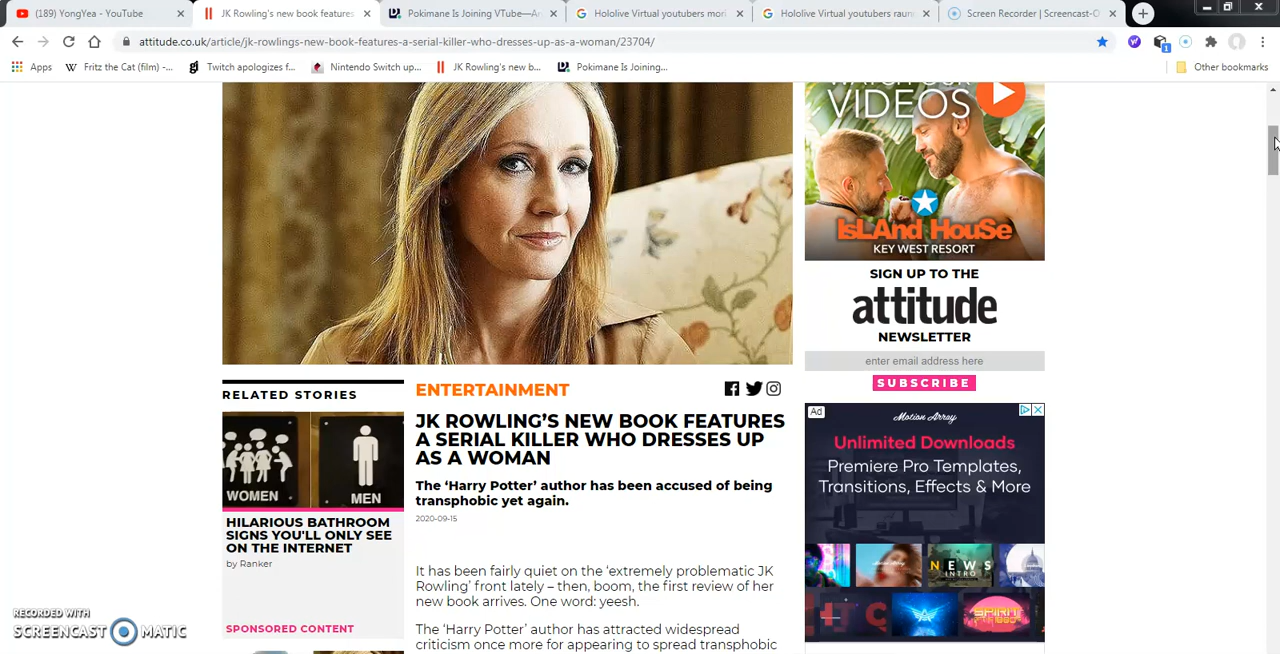 (189) YongYea - YouTube
JK Rowling's new book features
Pokimane Is Joining VTube—A
Hololive Virtual youtubers mori
Hololive Virtual youtubers raun
Screen Recorder | Screencast-O
attitude.co.uk/article/jk-rowlings-new-book-features-a-serial-killer-who-dresses-up-as-a-woman/23704/
1
Apps
Fritz the Cat (film) -...
Twitch apologizes f...
Nintendo Switch up...
JK Rowling's new b...
Pokimane Is Joining...
Other bookmarks
VIDEOS
ISLAnd HouSe
KEY WEST RESORT
SIGN UP TO THE
attitude
NEWSLETTER
enter email address here
SUBSCRIBE
RELATED STORIES
WOMEN
MEN
HILARIOUS BATHROOM
SIGNS YOU'LL ONLY SEE
ON THE INTERNET
by Ranker
SPONSORED CONTENT
ENTERTAINMENT
JK ROWLING'S NEW BOOK FEATURES
A SERIAL KILLER WHO DRESSES UP
AS A WOMAN
The 'Harry Potter' author has been accused of being
transphobic yet again.
2020-09-15
It has been fairly quiet on the 'extremely problematic JK
Rowling' front lately – then, boom, the first review of her
new book arrives. One word: yeesh.
The 'Harry Potter' author has attracted widespread
criticism once more for appearing to spread transphobic
Ad
Motion Array
Unlimited Downloads
Premiere Pro Templates,
Transitions, Effects & More
NEWS
INTRO
SPIRIT
RECORDED WITH
SCREENCAST MATIC